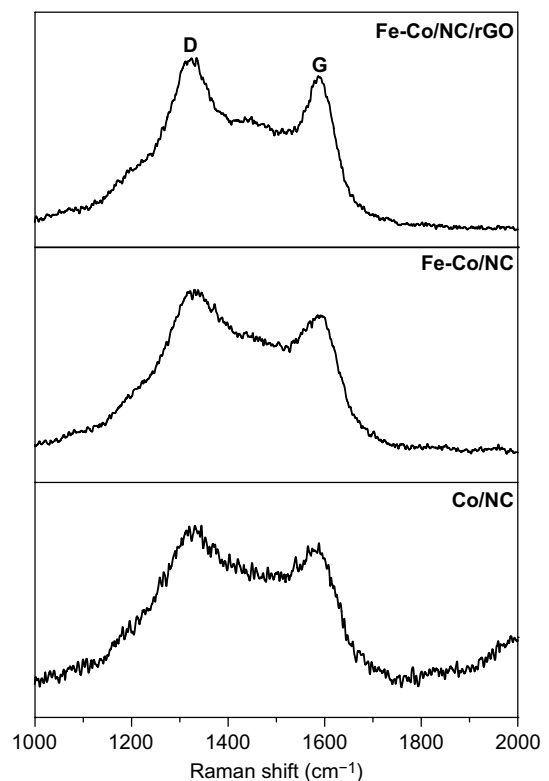 Fe-Co/NC/rGO
D
G
Fe-Co/NC
Co/NC
1000 1200 1400 1600 1800 2000
Raman shift (cm−1)